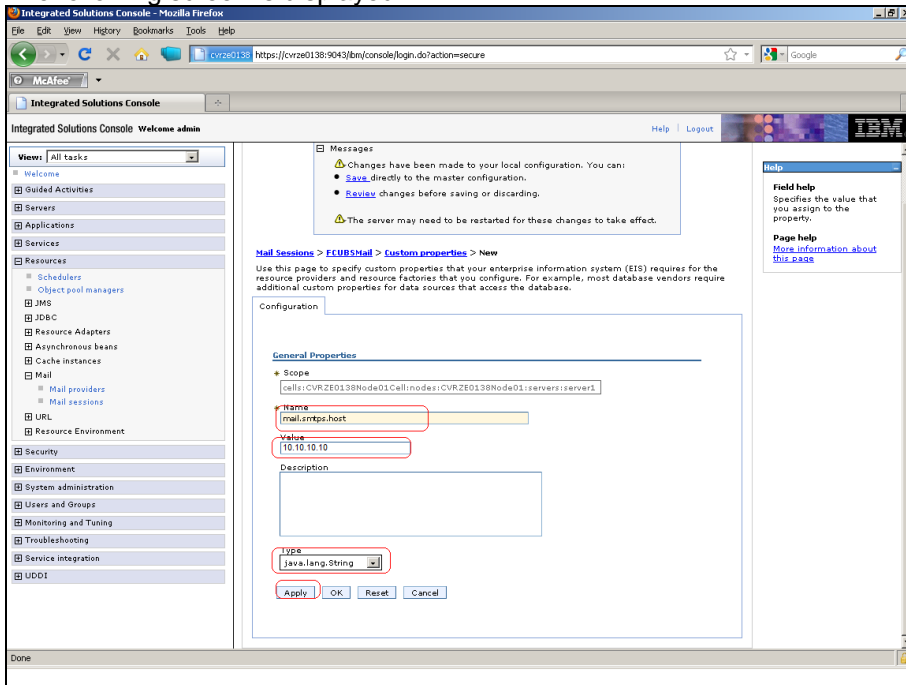 Integrated Solutions Console - Mozilla Firefox
File Edit View History Bookmarks Tools Help
cvrze0138 https://cvrze0138:9043/ibm/console/login.do?action=secure
Google
McAfee
Integrated Solutions Console
Integrated Solutions Console Welcome admin
Help | Logout
IBM
View: All tasks
Welcome
Guided Activities
Servers
Applications
Services
Resources
Schedulers
Object pool managers
JMS
JDBC
Resource Adapters
Asynchronous beans
Cache instances
Mail
Mail providers
Mail sessions
URL
Resource Environment
Security
Environment
System administration
Users and Groups
Monitoring and Tuning
Troubleshooting
Service integration
UDDI
Messages
Changes have been made to your local configuration. You can:
Save directly to the master configuration.
Review changes before saving or discarding.
The server may need to be restarted for these changes to take effect.
Mail Sessions > FCUBSMail > Custom properties > New
Use this page to specify custom properties that your enterprise information system (EIS) requires for the
resource providers and resource factories that you configure. For example, most database vendors require
additional custom properties for data sources that access the database.
Configuration
General Properties
Scope
cells:CVRZE0138Node01Cell:nodes:CVRZE0138Node01:servers:server1
Name
mail.smtps.host
Value
10.10.10.10
Description
Type
java.lang.String
Apply OK Reset Cancel
Help
Field help
Specifies the value that
you assign to the
property.
Page help
More information about
this page
Done